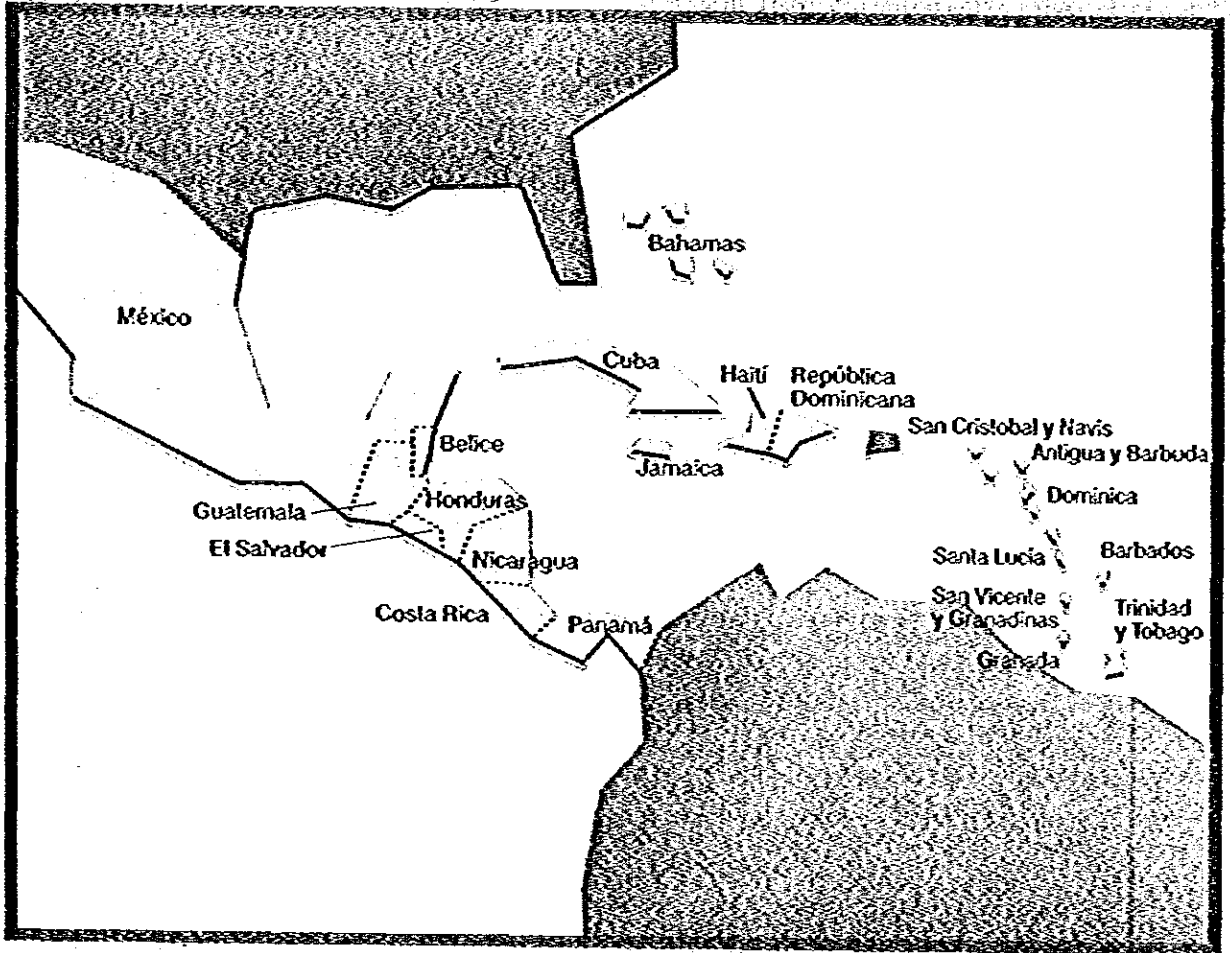 Bahamas
México
Cuba
Haití
República
Dominicana
San Cristobal y Navis
Antigua y Barbuda
Belice
Jamaica
Dominica
Honduras
Guatemala
El Salvador
Nicaragua
Santa Lucía
Barbados
Costa Rica
Panamá
San Vicente
y Granadinas
Trinidad
y Tobago
Granada